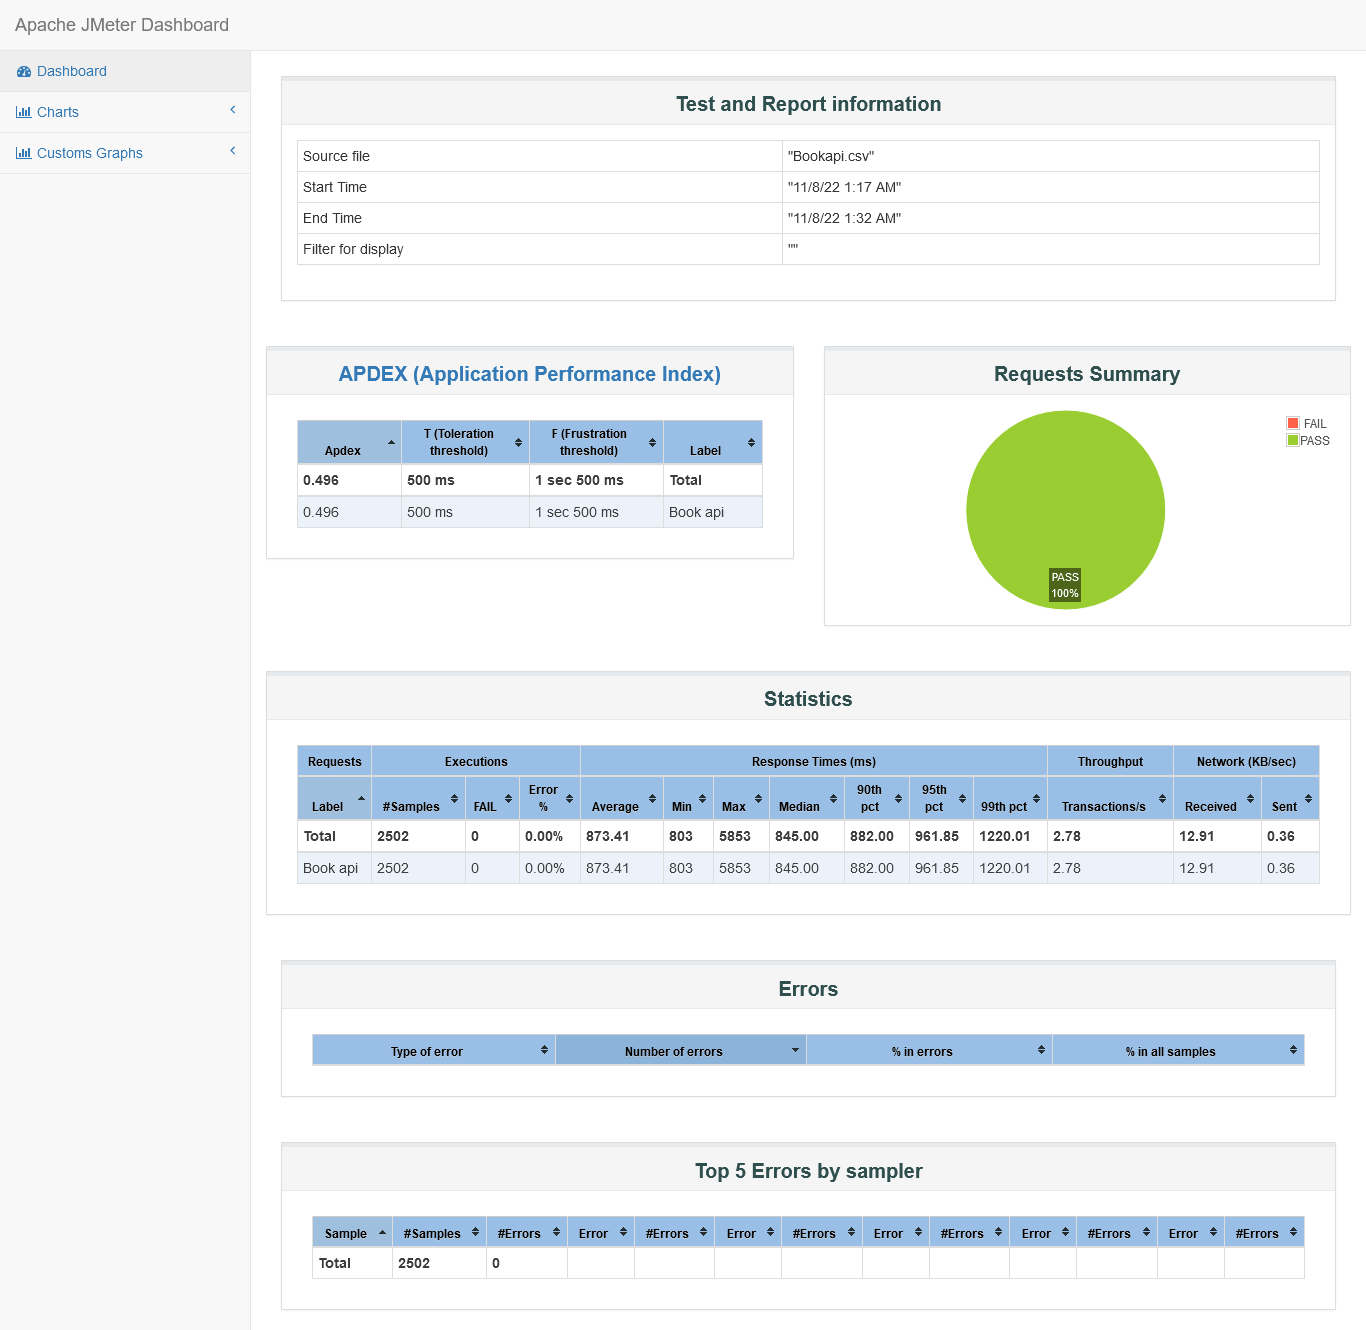 Apache JMeter Dashboard
Dashboard
Charts
Customs Graphs
Test and Report information
Source file "Bookapi.csv"
Start Time "11/8/22 1:17 AM"
End Time "11/8/22 1:32 AM"
Filter for display ""
APDEX (Application Performance Index)
Apdex T (Toleration threshold) F (Frustration threshold) Label
0.496 500 ms 1 sec 500 ms Total
0.496 500 ms 1 sec 500 ms Book api
Requests Summary
FAIL
PASS
PASS
100%
Statistics
Requests Executions Response Times (ms) Throughput Network (KB/sec)
Label #Samples FAIL Error % Average Min Max Median 90th pct 95th pct 99th pct Transactions/s Received Sent
Total 2502 0 0.00% 873.41 803 5853 845.00 882.00 961.85 1220.01 2.78 12.91 0.36
Book api 2502 0 0.00% 873.41 803 5853 845.00 882.00 961.85 1220.01 2.78 12.91 0.36
Errors
Type of error Number of errors % in errors % in all samples
Top 5 Errors by sampler
Sample #Samples #Errors Error #Errors Error #Errors Error #Errors Error #Errors Error #Errors
Total 2502 0